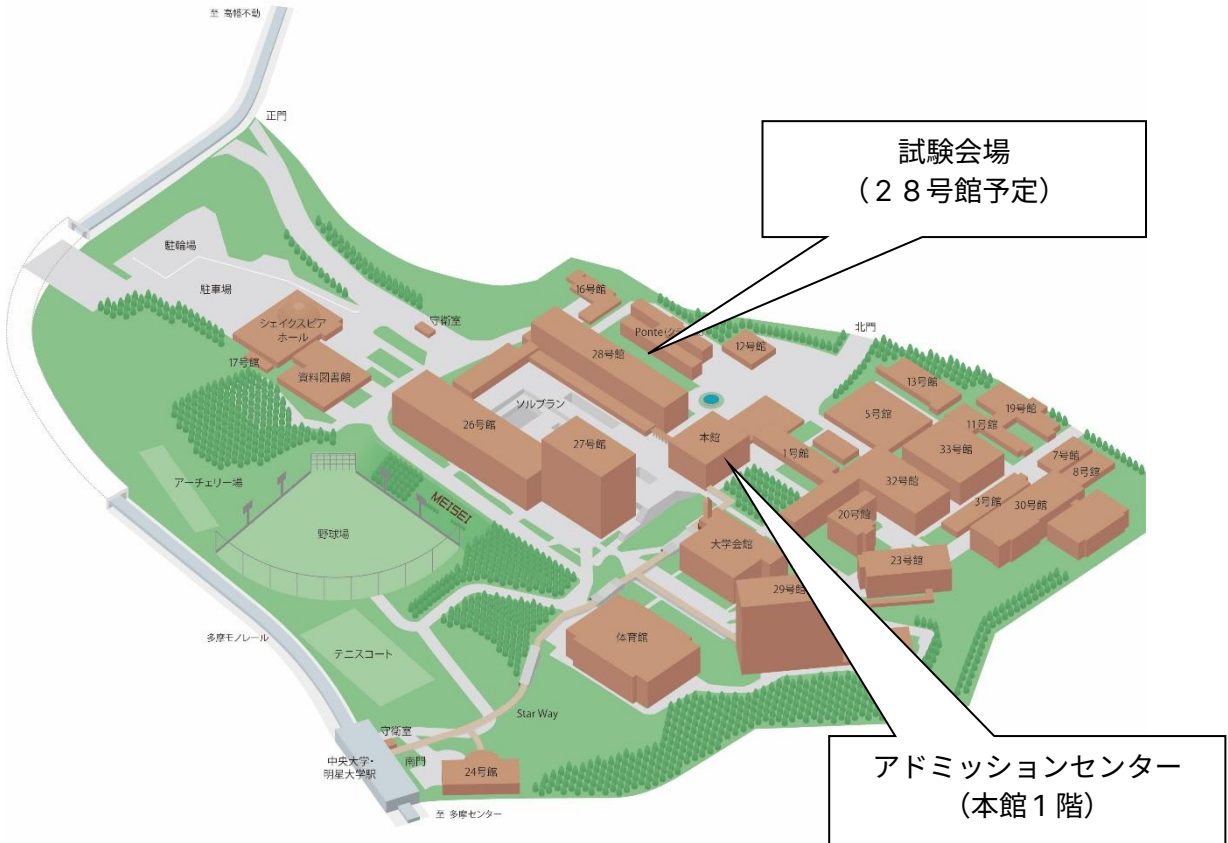 至 高幡不動
正門
試験会場
（２８号館予定）
駐輪場
駐車場
16号館
守衛室
シェイクスピア
ホール
Ponte
12号館
北門
28号館
17号館
資料図書館
13号館
ソルプラン
5号館
19号館
11号館
26号館
27号館
本館
1号館
33号館
7号館
8号館
アーチェリー場
MEISEI
32号館
3号館
30号館
20号館
野球場
大学会館
23号館
29号館
多摩モノレール
体育館
テニスコート
Star Way
守衛室
中央大学・
明星大学駅
南門
24号館
アドミッションセンター
（本館１階）
至 多摩センター